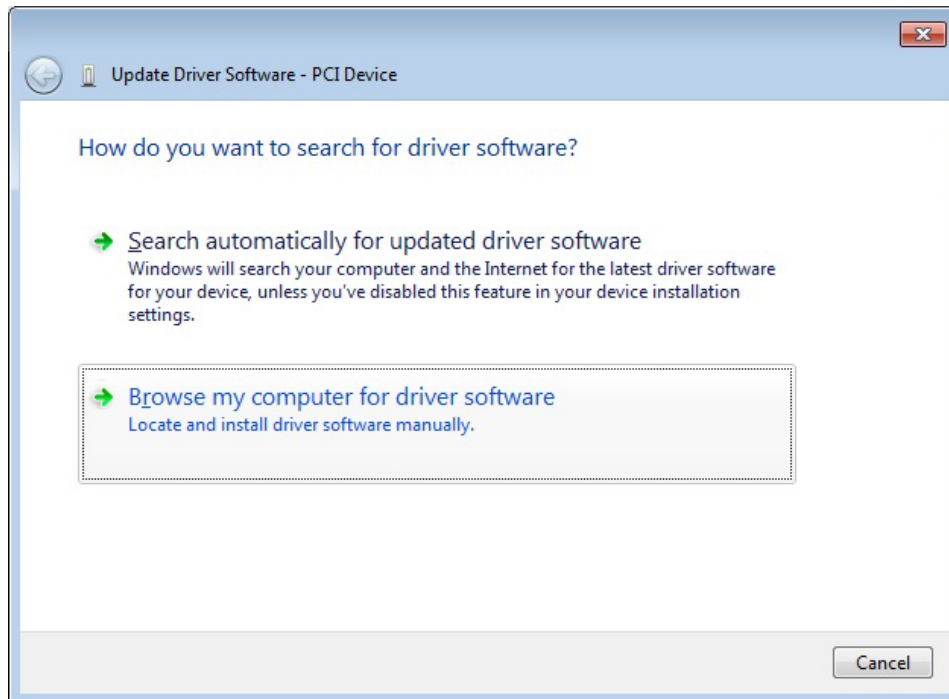 Update Driver Software - PCI Device
How do you want to search for driver software?
Search automatically for updated driver software
Windows will search your computer and the Internet for the latest driver software
for your device, unless you've disabled this feature in your device installation
settings.
Browse my computer for driver software
Locate and install driver software manually.
Cancel